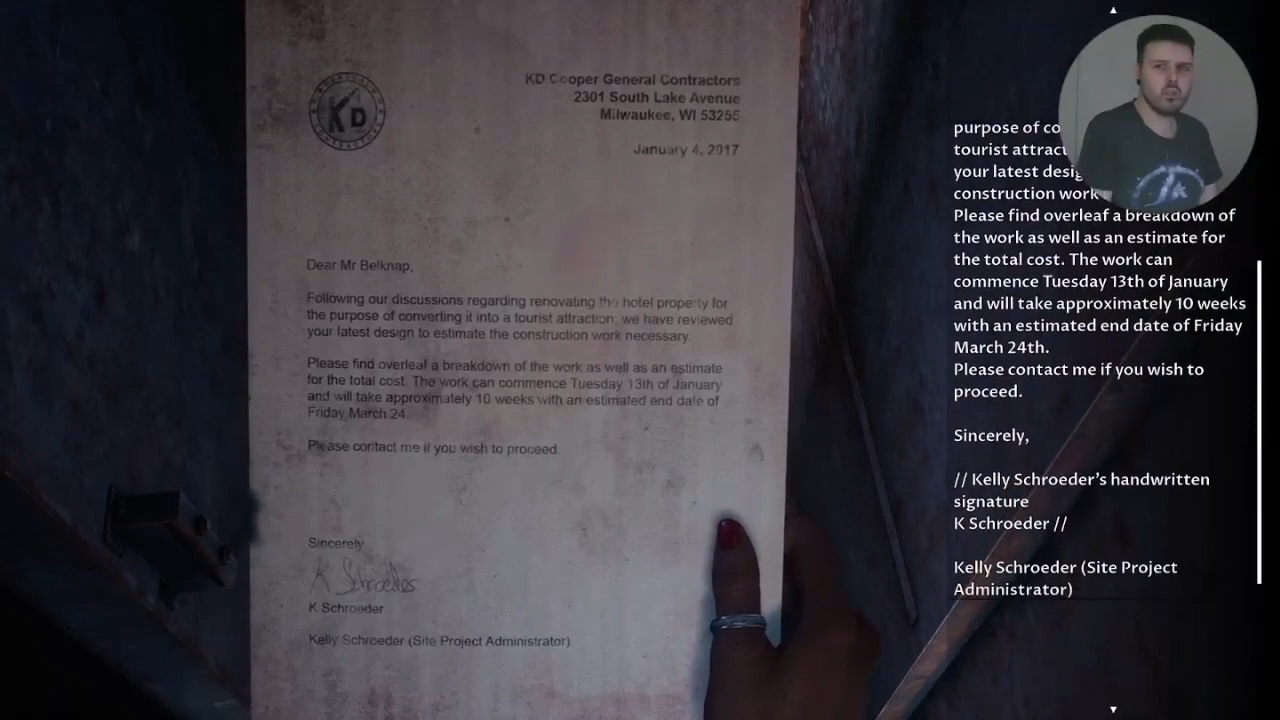 KD
KD Cooper General Contractors
2301 South Lake Avenue
Milwaukee, WI 53255
January 4, 2017
Dear Mr Belknap,
Following our discussions regarding renovating the hotel property for
the purpose of converting it into a tourist attraction, we have reviewed
your latest design to estimate the construction work necessary.
Please find overleaf a breakdown of the work as well as an estimate
for the total cost. The work can commence Tuesday 13th of January
and will take approximately 10 weeks with an estimated end date of
Friday March 24
Please contact me if you wish to proceed.
Sincerely
K Schroeder
K Schroeder
Kelly Schroeder (Site Project Administrator)
purpose of
tourist
your latest
construction work
Please find overleaf a breakdown of
the work as well as an estimate for
the total cost. The work can
commence Tuesday 13th of January
and will take approximately 10 weeks
with an estimated end date of Friday
March 24th.
Please contact me if you wish to
proceed.
Sincerely,
// Kelly Schroeder’s handwritten
signature
K Schroeder //
Kelly Schroeder (Site Project
Administrator)